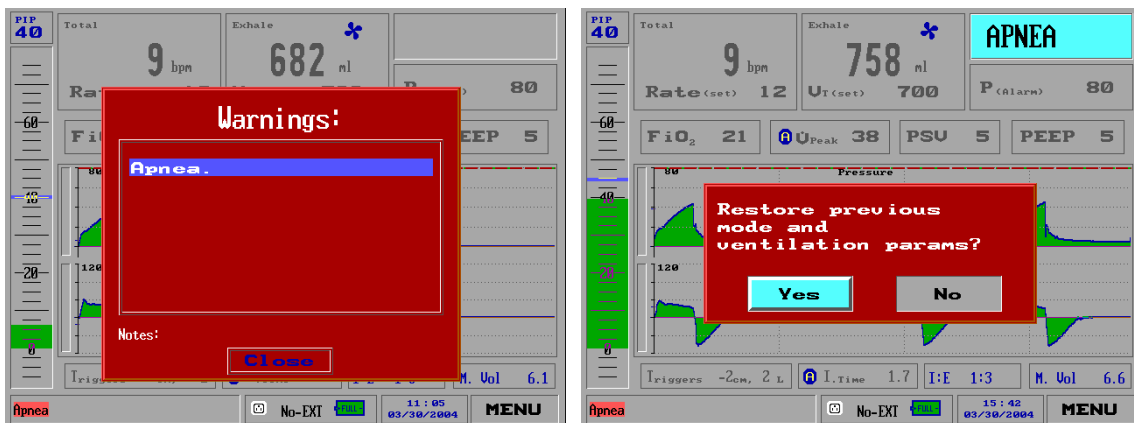 PIP
40
Total
9 bpm
Exhale
682 ml
80
60
Fi
EEP 5
Warnings:
Apnea.
Notes:
Close
80
40
20
0
120
M. Vol 6.1
Apnea
No-EXT
FULL
11:05
03/30/2004
MENU
PIP
40
Total
9 bpm
Rate (set) 12
Exhale
758 ml
VT (set) 700
APNEA
P (Alarm) 80
60
FiO2 21
A V̇Peak 38
PSV 5
PEEP 5
80
Pressure
40
Restore previous
mode and
ventilation params?
Yes
No
20
120
0
Triggers -2cm, 2 L
A I.Time 1.7
I:E 1:3
M. Vol 6.6
Apnea
No-EXT
FULL
15:42
03/30/2004
MENU